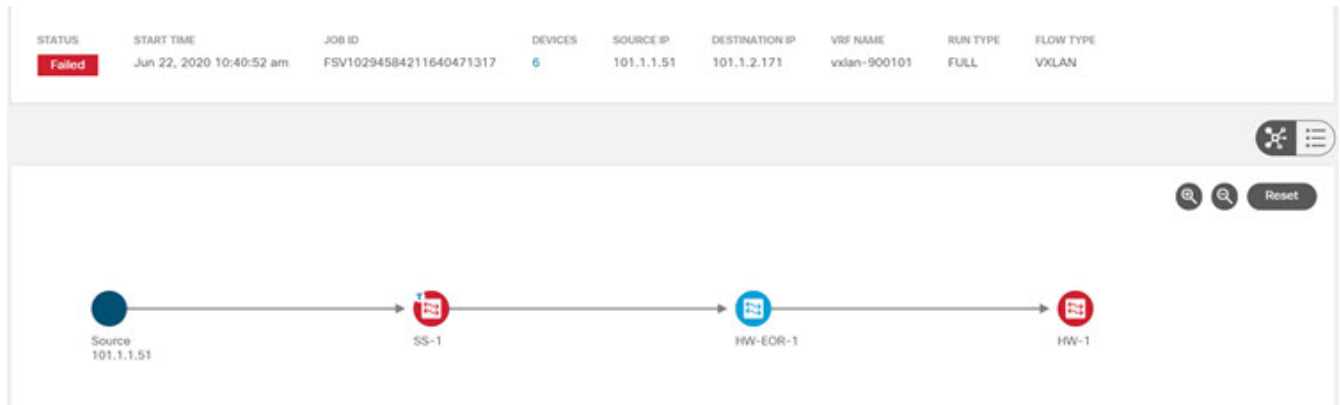 STATUS START TIME JOB ID DEVICES SOURCE IP DESTINATION IP VRF NAME RUN TYPE FLOW TYPE
Failed Jun 22, 2020 10:40:52 am FSV10294584211640471317 6 101.1.1.51 101.1.2.171 vxlan-900101 FULL VXLAN
Reset
Source SS-1 HW-EOR-1 HW-1
101.1.1.51